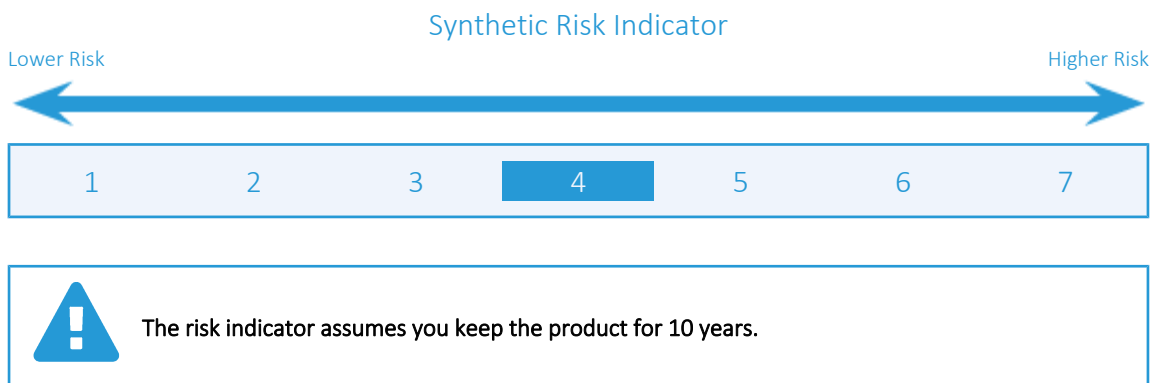 Synthetic Risk Indicator
Lower Risk Higher Risk
1 2 3 4 5 6 7
The risk indicator assumes you keep the product for 10 years.